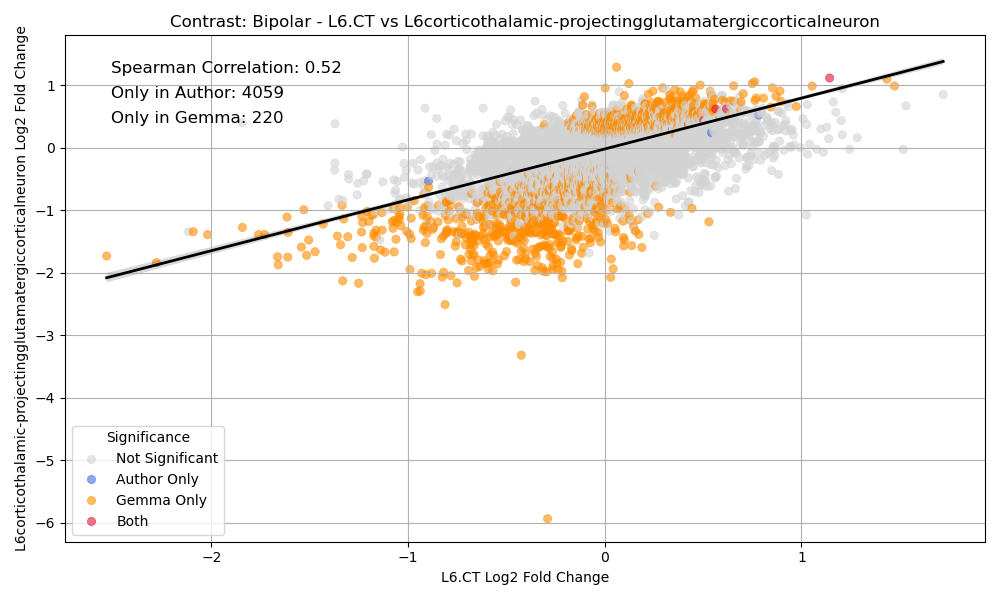 Contrast: Bipolar - L6.CT vs L6corticothalamic-projectingglutamatergiccorticalneuron
L6corticothalamic-projectingglutamatergiccorticalneuron Log2 Fold Change
1
0
−1
−2
−3
−4
−5
−6
Spearman Correlation: 0.52
Only in Author: 4059
Only in Gemma: 220
Significance
Not Significant
Author Only
Gemma Only
Both
−2
−1
0
1
L6.CT Log2 Fold Change